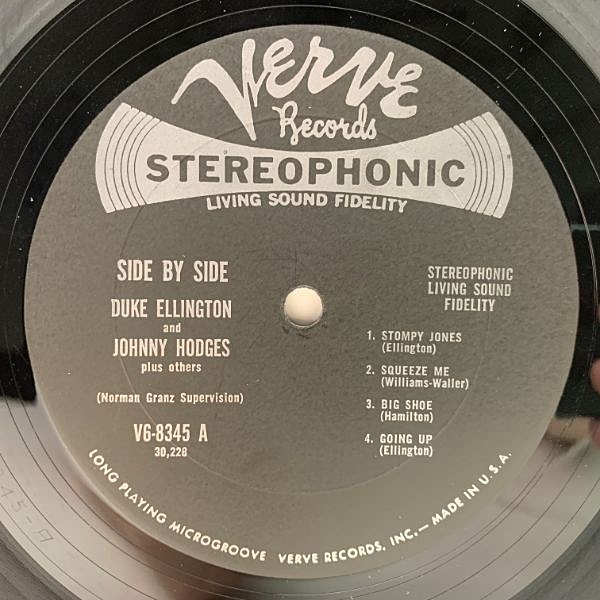 Verve
Records
STEREOPHONIC
LIVING SOUND FIDELITY
SIDE BY SIDE
DUKE ELLINGTON
and
JOHNNY HODGES
plus others
(Norman Granz Supervision)
V6-8345 A
30,228
STEREOPHONIC
LIVING SOUND
FIDELITY
1. STOMPY JONES
(Ellington)
2. SQUEEZE ME
(Williams-Waller)
3. BIG SHOE
(Hamilton)
4. GOING UP
(Ellington)
LONG PLAYING MICROGROOVE VERVE RECORDS, INC.— MADE IN U.S.A.